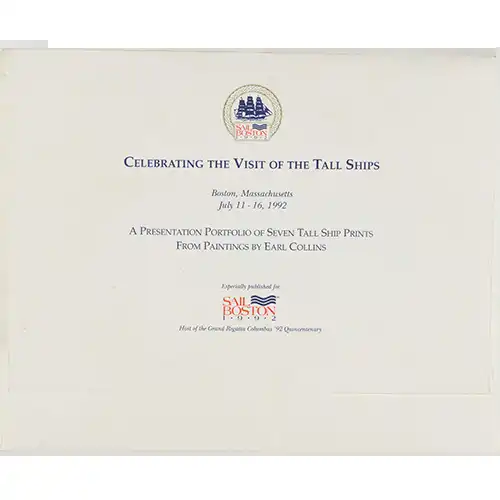 SAIL
BOSTON
1992
CELEBRATING THE VISIT OF THE TALL SHIPS
Boston, Massachusetts
July 11 - 16, 1992
A PRESENTATION PORTFOLIO OF SEVEN TALL SHIP PRINTS
FROM PAINTINGS BY EARL COLLINS
Especially published for
SAIL
BOSTON
1·9·9·2
Host of the Grand Regatta Columbus '92 Quincentenary